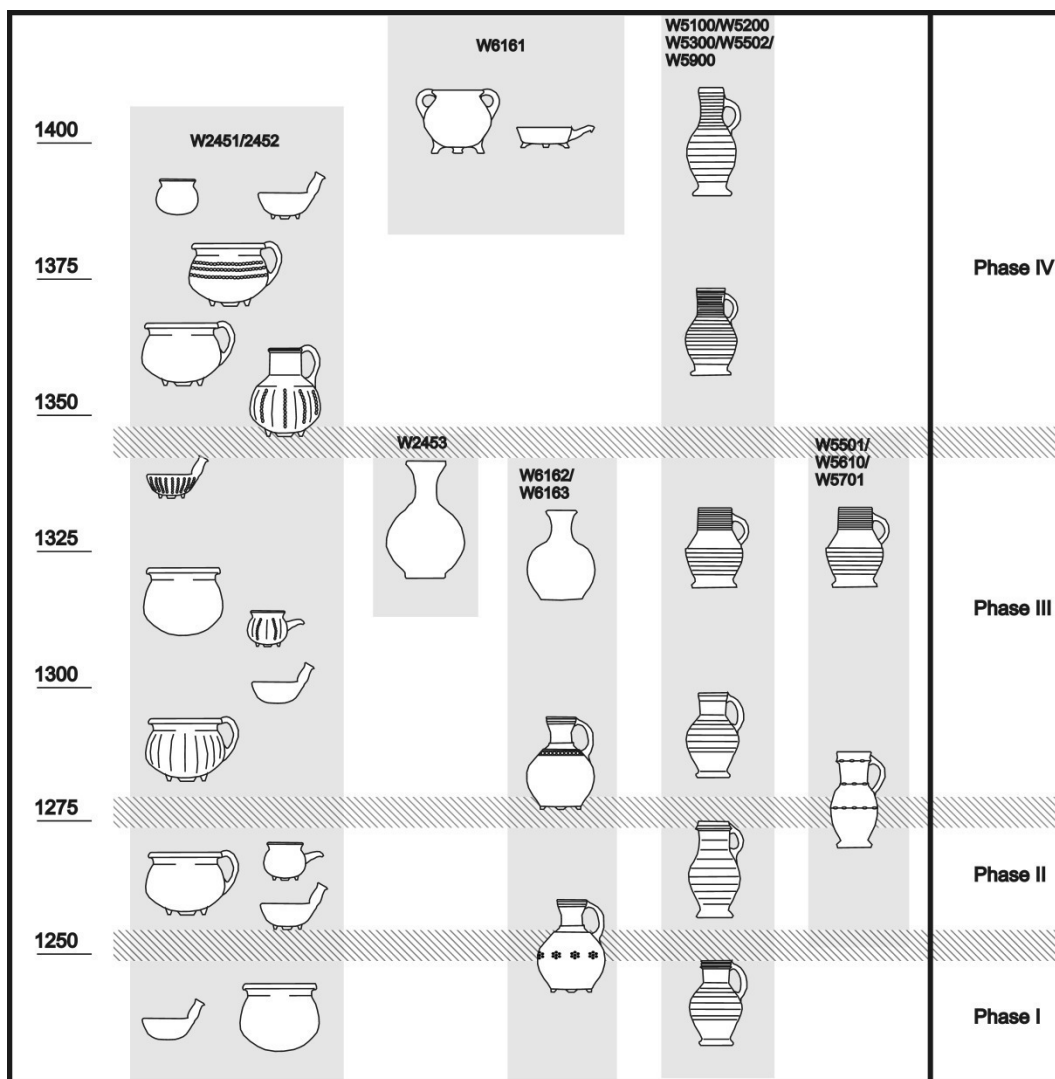 W6161
W5100/W5200
W5300/W5502/
W5900
1400
W2451/2452
1375
Phase IV
1350
W2453
W6162/
W6163
W5501/
W5610/
W5701
1325
Phase III
1300
1275
Phase II
1250
Phase I